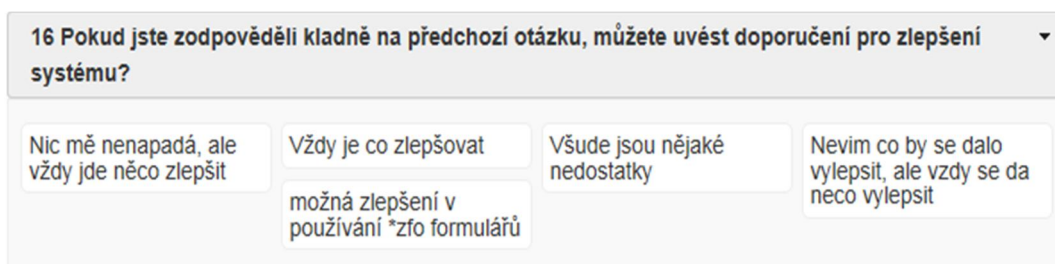 16 Pokud jste zodpověděli kladně na předchozí otázku, můžete uvést doporučení pro zlepšení
systému?
Nic mě nenapadá, ale
vždy jde něco zlepšit
Vždy je co zlepšovat
možná zlepšení v
používání *zfo formulářů
Všude jsou nějaké
nedostatky
Nevim co by se dalo
vylepsit, ale vzdy se da
neco vylepsit